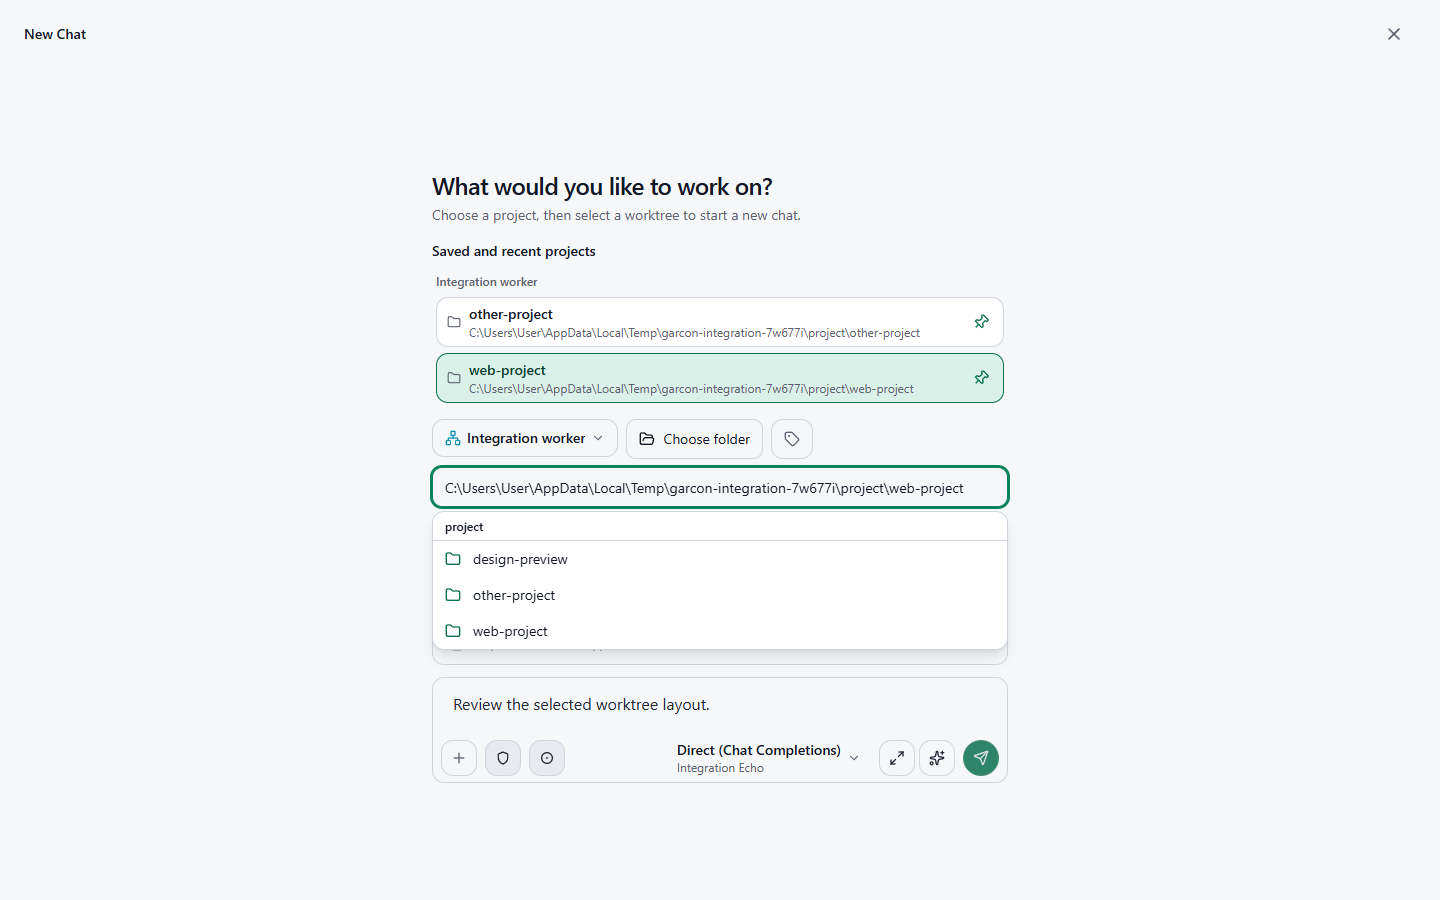 New Chat
What would you like to work on?
Choose a project, then select a worktree to start a new chat.
Saved and recent projects
Integration worker
other-project
C:\Users\User\AppData\Local\Temp\garcon-integration-7w677i\project\other-project
web-project
C:\Users\User\AppData\Local\Temp\garcon-integration-7w677i\project\web-project
Integration worker
Choose folder
C:\Users\User\AppData\Local\Temp\garcon-integration-7w677i\project\web-project
project
design-preview
other-project
web-project
Review the selected worktree layout.
Direct (Chat Completions)
Integration Echo